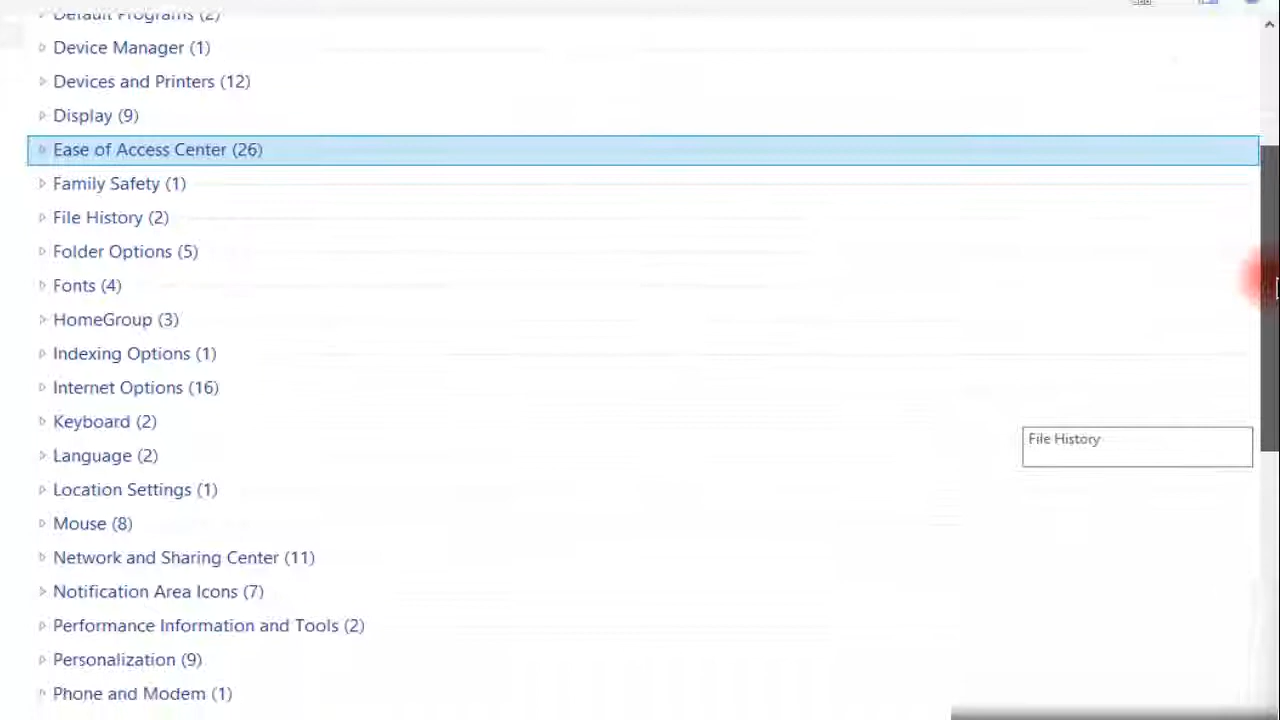 Default Programs (2)
Device Manager (1)
Devices and Printers (12)
Display (9)
Ease of Access Center (26)
Family Safety (1)
File History (2)
Folder Options (5)
Fonts (4)
HomeGroup (3)
Indexing Options (1)
Internet Options (16)
Keyboard (2)
File History
Language (2)
Location Settings (1)
Mouse (8)
Network and Sharing Center (11)
Notification Area Icons (7)
Performance Information and Tools (2)
Personalization (9)
Phone and Modem (1)